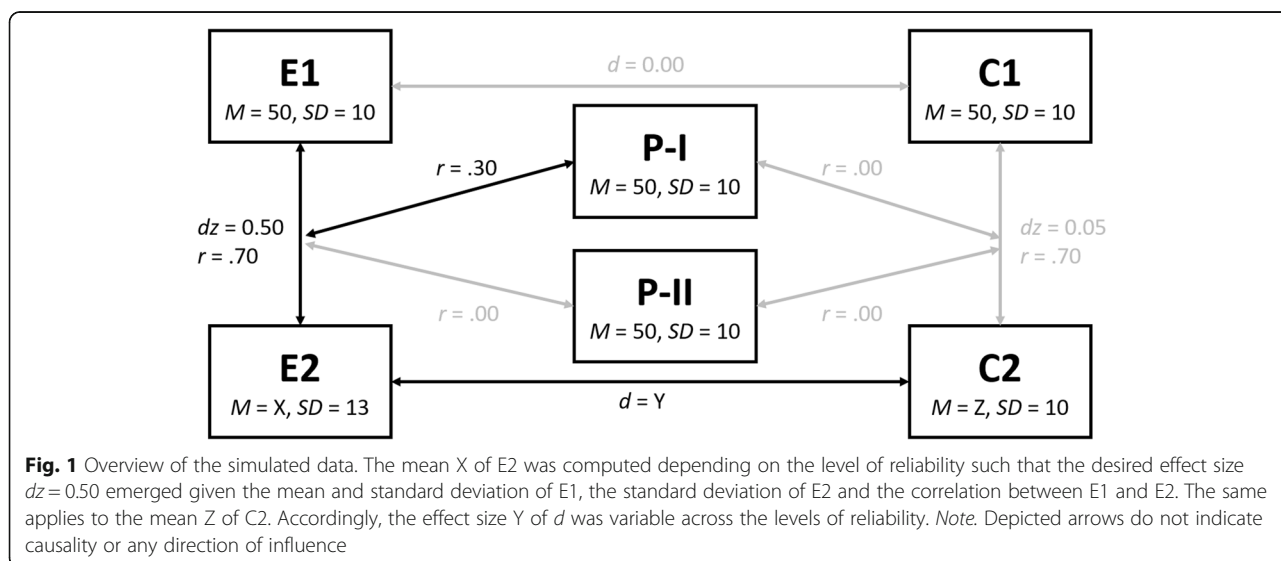 E1
M = 50, SD = 10
d = 0.00
C1
M = 50, SD = 10
P-I
M = 50, SD = 10
r = .30
r = .00
dz = 0.50
r = .70
dz = 0.05
r = .70
P-II
M = 50, SD = 10
r = .00
r = .00
E2
M = X, SD = 13
d = Y
C2
M = Z, SD = 10
Fig. 1 Overview of the simulated data. The mean X of E2 was computed depending on the level of reliability such that the desired effect size
dz = 0.50 emerged given the mean and standard deviation of E1, the standard deviation of E2 and the correlation between E1 and E2. The same
applies to the mean Z of C2. Accordingly, the effect size Y of d was variable across the levels of reliability. Note. Depicted arrows do not indicate
causality or any direction of influence